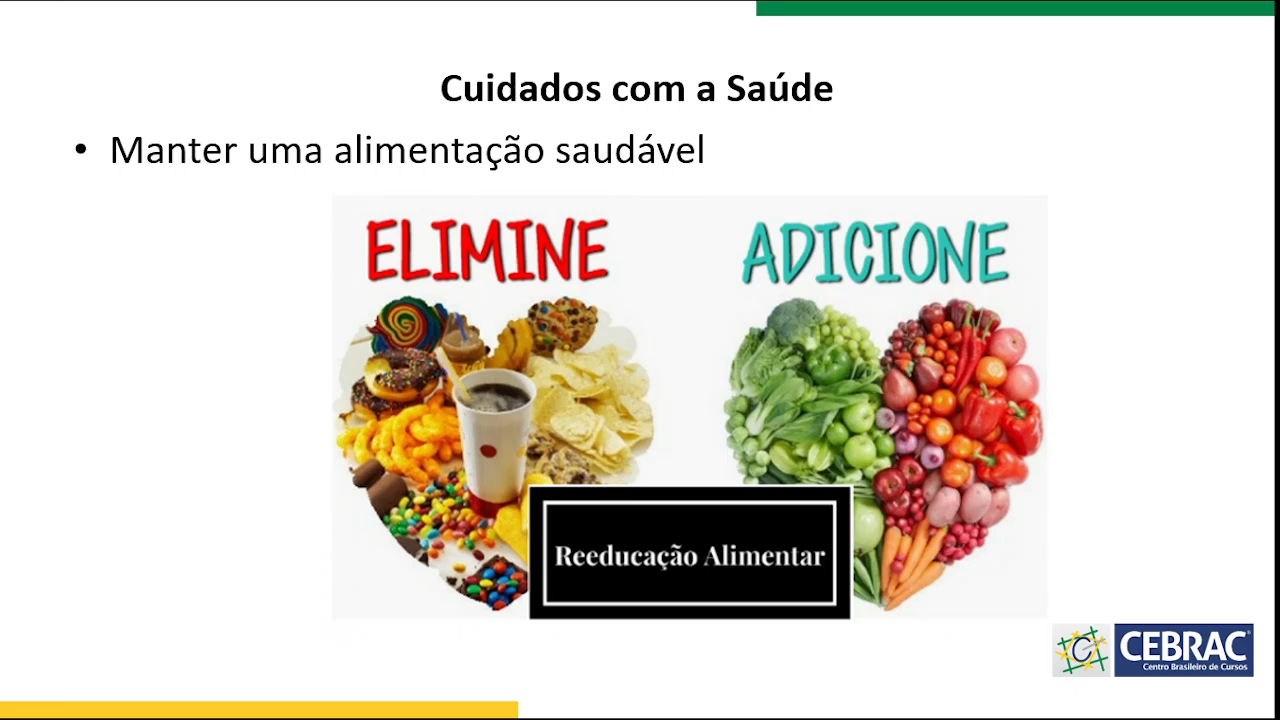 Cuidados com a Saúde
• Manter uma alimentação saudável
ELIMINE
ADICIONE
Reeducação Alimentar
CEBRAC®
Centro Brasileiro de Cursos